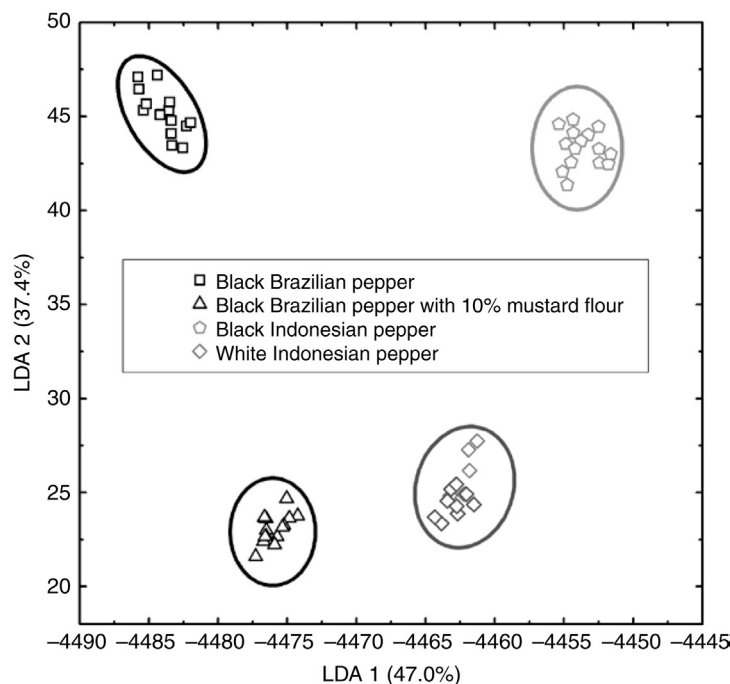 50
45
40
35
30
25
20
LDA 2 (37.4%)
Black Brazilian pepper
Black Brazilian pepper with 10% mustard flour
Black Indonesian pepper
White Indonesian pepper
–4490 –4485 –4480 –4475 –4470 –4465 –4460 –4455 –4450 –4445
LDA 1 (47.0%)